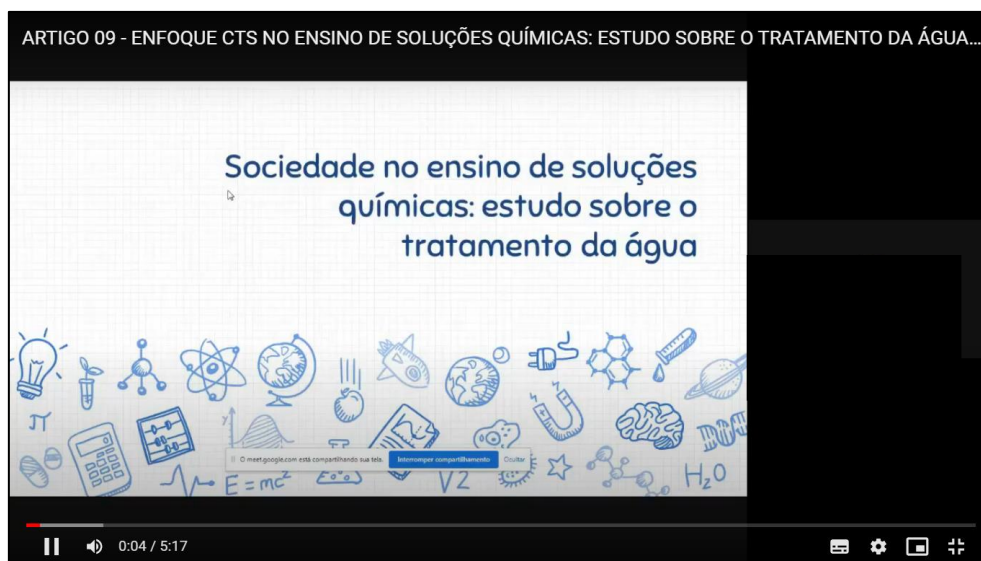 ARTIGO 09 - ENFOQUE CTS NO ENSINO DE SOLUÇÕES QUÍMICAS: ESTUDO SOBRE O TRATAMENTO DA ÁGUA...
Sociedade no ensino de soluções
químicas: estudo sobre o
tratamento da água
π
y
O meet.google.com está compartilhando sua tela.
Interromper compartilhamento
Ocultar
E = mc²
√2
H₂O
0:04 / 5:17